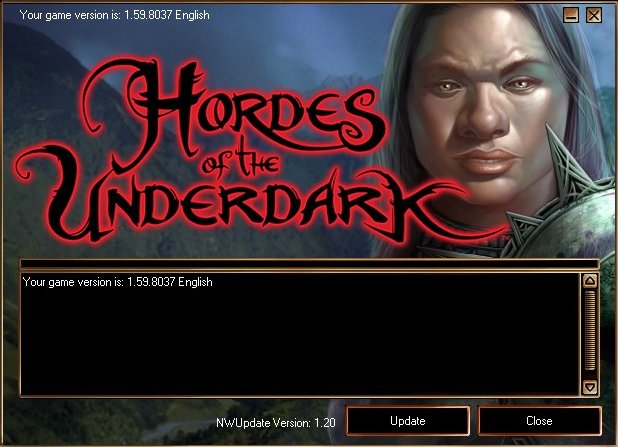 Your game version is: 1.59.8037 English
HORDES
OF THE
UNDERDARK
Your game version is: 1.59.8037 English
NWUpdate Version: 1.20
Update
Close